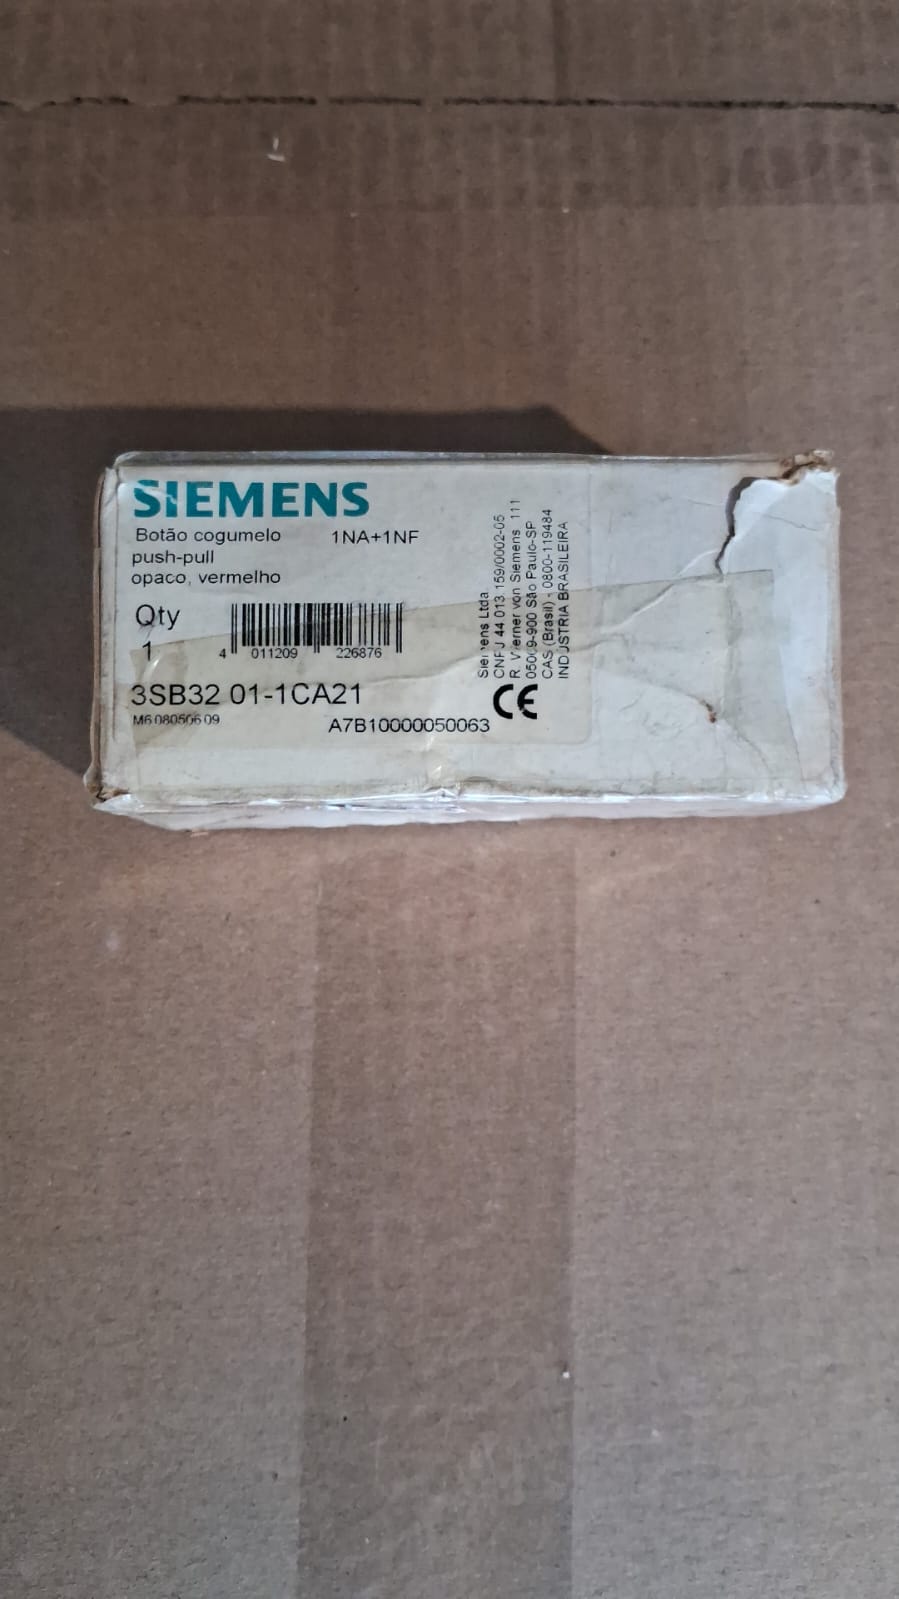 SIEMENS
Botão cogumelo 1NA+1NF
push-pull
opaco, vermelho
Qty
1
4 011209 226876
3SB32 01-1CA21
M6 080506 09
A7B10000050063
CE
Siemens Ltda
CNPJ 44 013 159/0002-05
R. Werner von Siemens 111
05069-900 São Paulo-SP
CAS (Brasil) - 0800-119484
INDUSTRIA BRASILEIRA